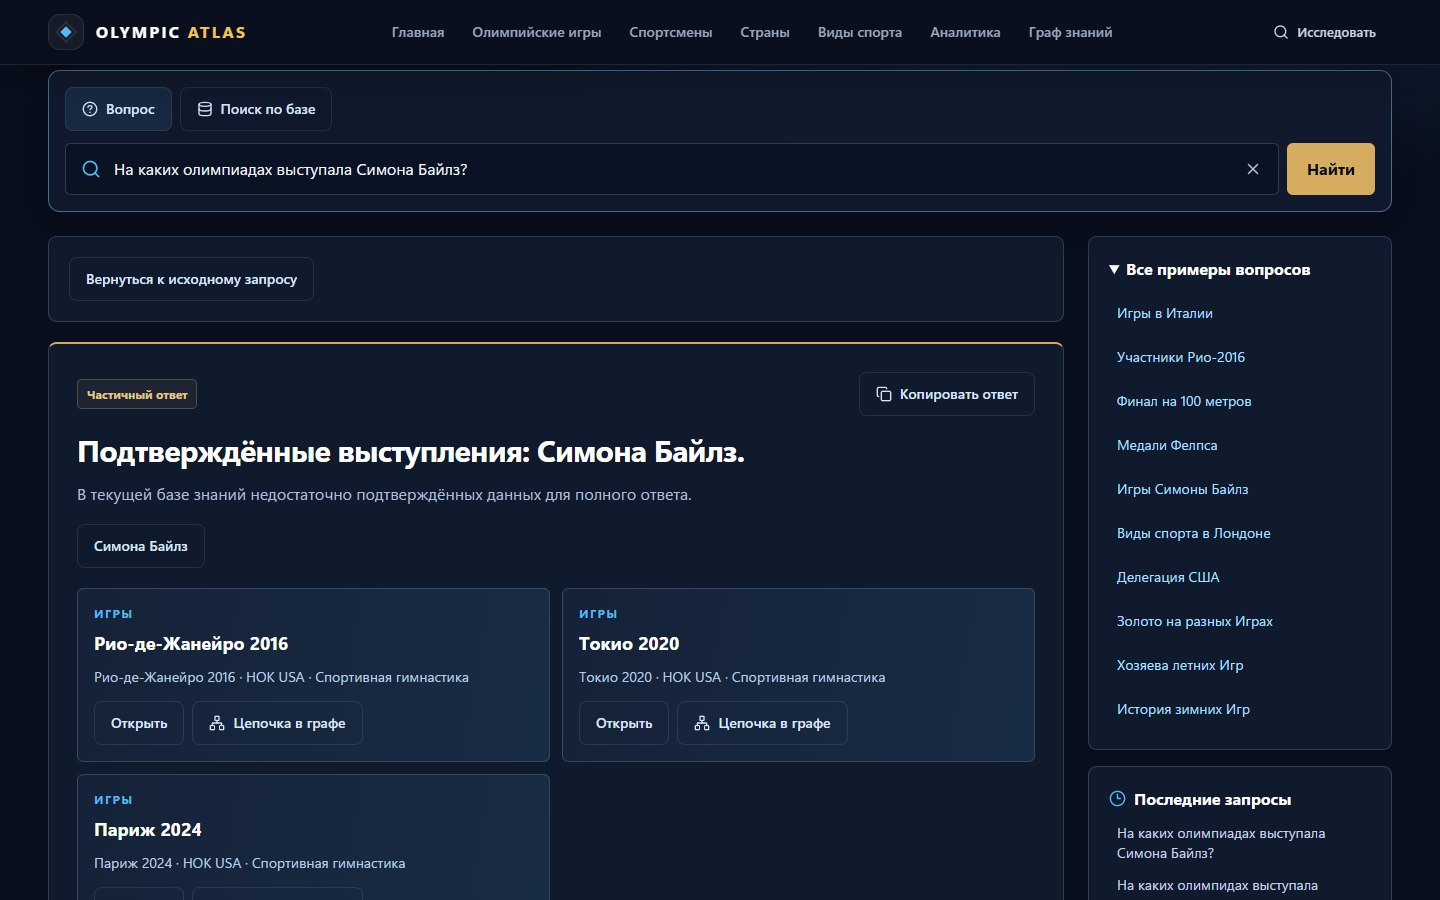 OLYMPIC ATLAS
Главная
Олимпийские игры
Спортсмены
Страны
Виды спорта
Аналитика
Граф знаний
Исследовать
Вопрос
Поиск по базе
На каких олимпиадах выступала Симона Байлз?
Найти
Вернуться к исходному запросу
Частичный ответ
Копировать ответ
Подтверждённые выступления: Симона Байлз.
В текущей базе знаний недостаточно подтверждённых данных для полного ответа.
Симона Байлз
ИГРЫ
Рио-де-Жанейро 2016
Рио-де-Жанейро 2016 · НОК USA · Спортивная гимнастика
Открыть
Цепочка в графе
ИГРЫ
Токио 2020
Токио 2020 · НОК USA · Спортивная гимнастика
Открыть
Цепочка в графе
ИГРЫ
Париж 2024
Париж 2024 · НОК USA · Спортивная гимнастика
Все примеры вопросов
Игры в Италии
Участники Рио-2016
Финал на 100 метров
Медали Фелпса
Игры Симоны Байлз
Виды спорта в Лондоне
Делегация США
Золото на разных Играх
Хозяева летних Игр
История зимних Игр
Последние запросы
На каких олимпиадах выступала
Симона Байлз?
На каких олимпидах выступала